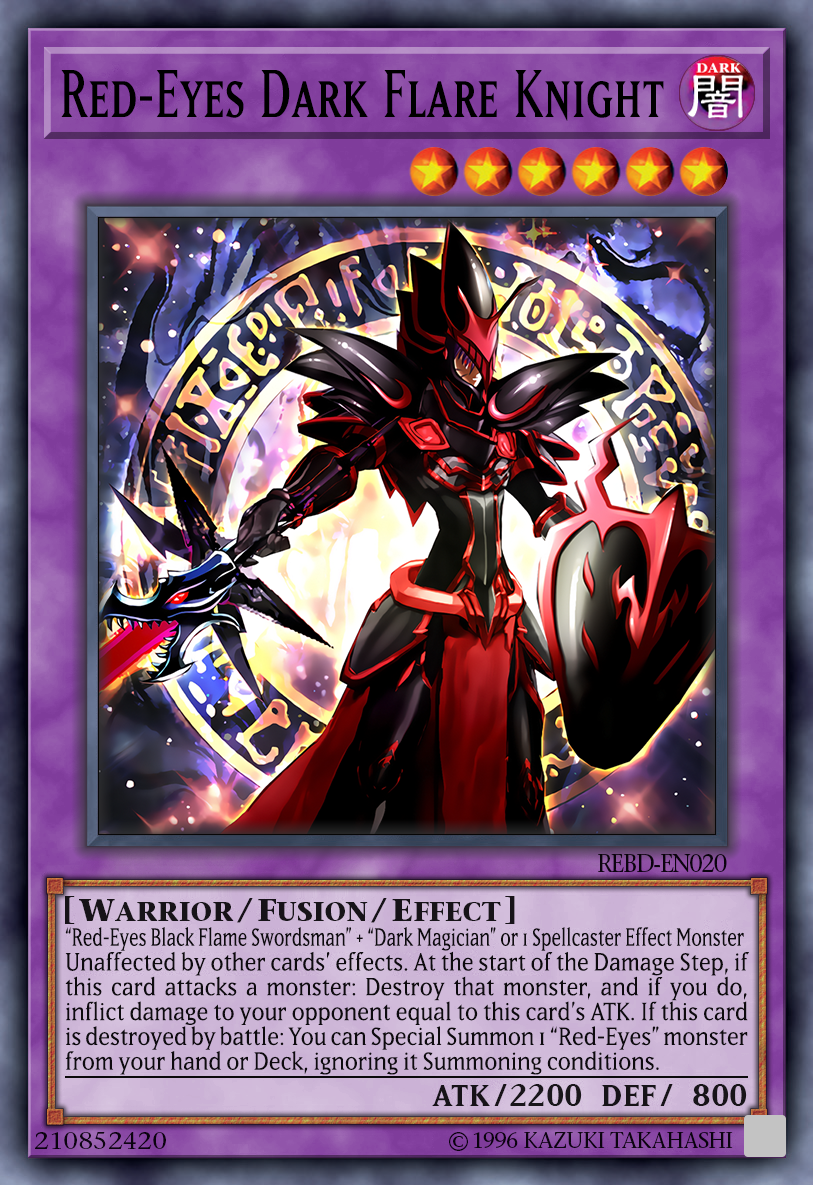 Red-Eyes Dark Flare Knight
DARK
闇
REBD-EN020
[Warrior/Fusion/Effect]
“Red-Eyes Black Flame Swordsman” + “Dark Magician” or 1 Spellcaster Effect Monster
Unaffected by other cards’ effects. At the start of the Damage Step, if
this card attacks a monster: Destroy that monster, and if you do,
inflict damage to your opponent equal to this card’s ATK. If this card
is destroyed by battle: You can Special Summon 1 “Red-Eyes” monster
from your hand or Deck, ignoring it Summoning conditions.
ATK/2200 DEF/ 800
210852420 © 1996 KAZUKI TAKAHASHI